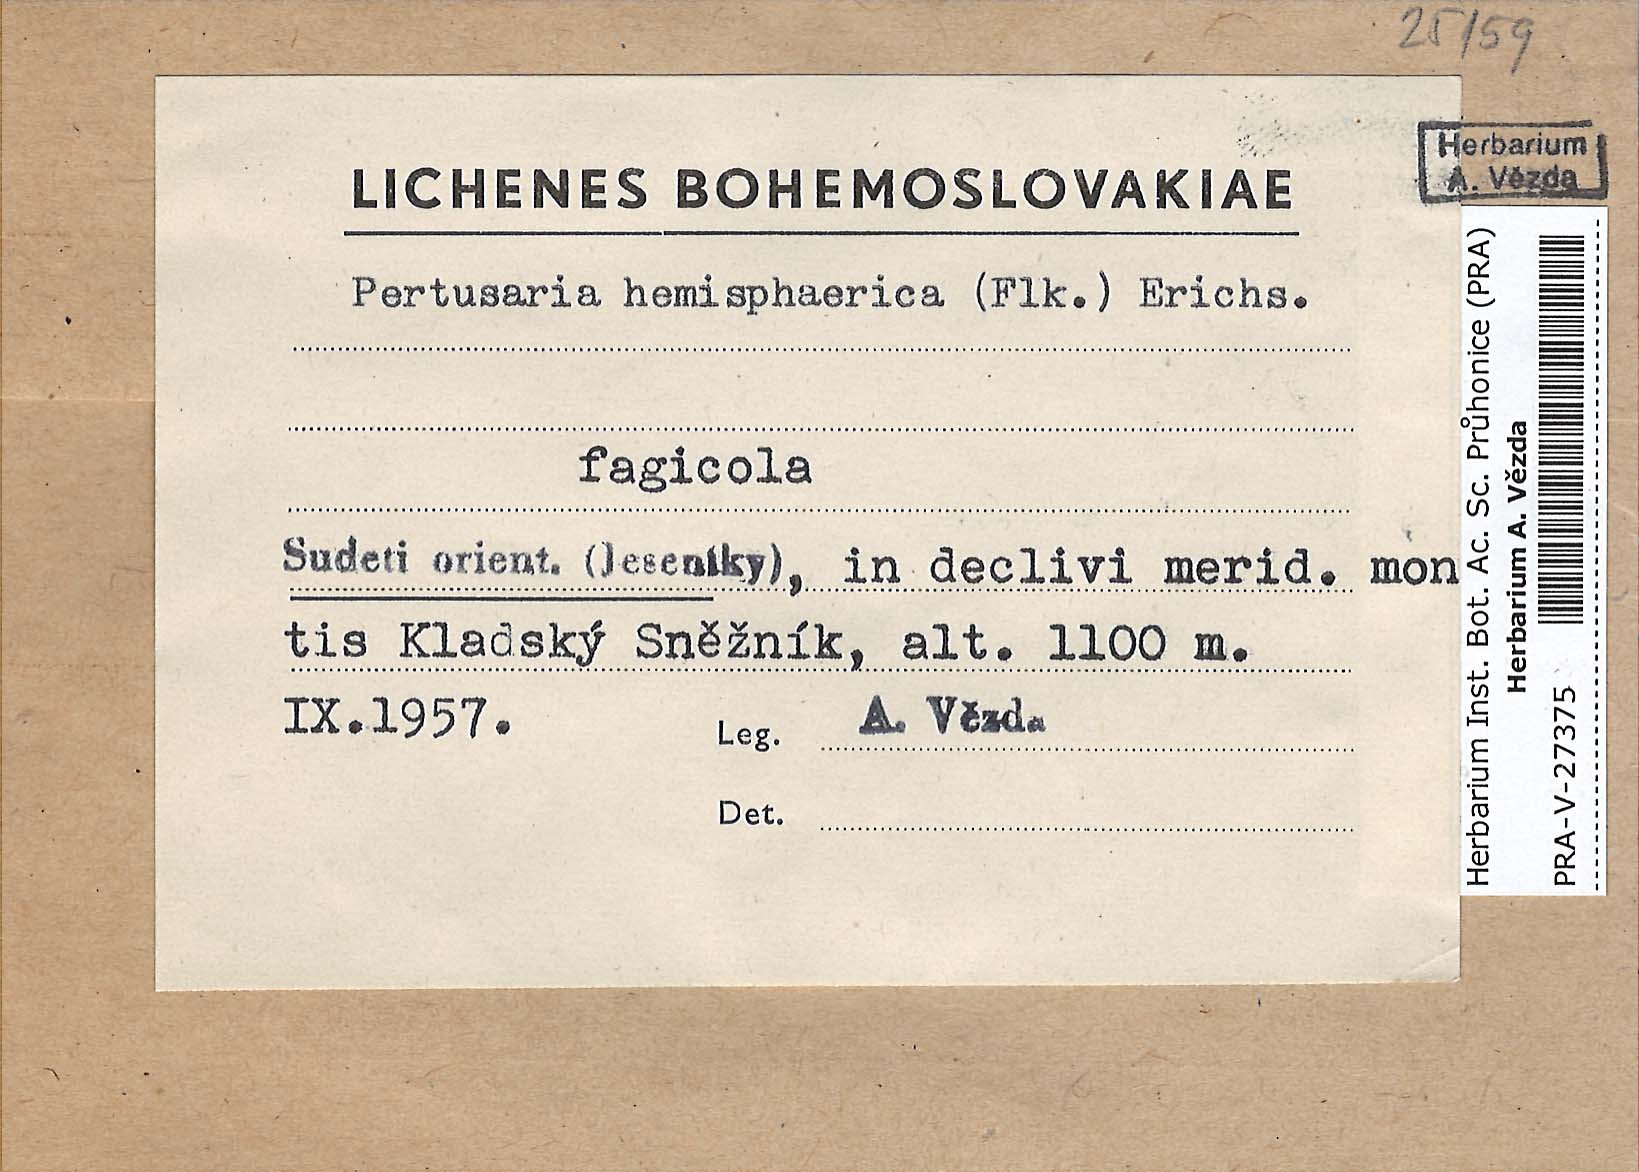 25/59
Herbarium
A. Vězda
LICHENES BOHEMOSLOVAKIAE
Pertusaria hemisphaerica (Flk.) Erichs.
fagicola
Sudeti orient. (Jeseníky), in declivi merid. mon
tis Kladský Sněžník, alt. 1100 m.
IX.1957.
Leg. A. Vězda
Det.
Herbarium Inst. Bot. Ac. Sc. Průhonice (PRA)
Herbarium A. Vězda
PRA-V-27375